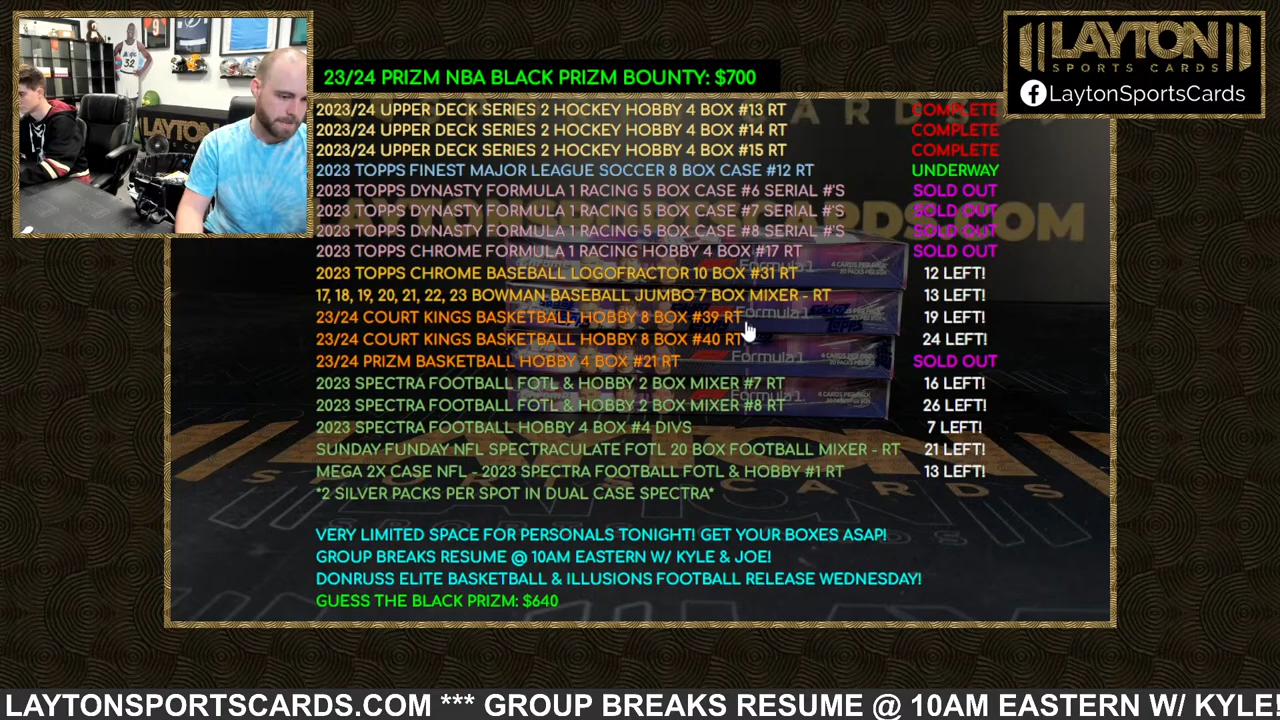 LAYTON
SPORTS CARDS
LaytonSportsCards
23/24 PRIZM NBA BLACK PRIZM BOUNTY: $700
2023/24 UPPER DECK SERIES 2 HOCKEY HOBBY 4 BOX #13 RT COMPLETE
2023/24 UPPER DECK SERIES 2 HOCKEY HOBBY 4 BOX #14 RT COMPLETE
2023/24 UPPER DECK SERIES 2 HOCKEY HOBBY 4 BOX #15 RT COMPLETE
2023 TOPPS FINEST MAJOR LEAGUE SOCCER 8 BOX CASE #12 RT UNDERWAY
2023 TOPPS DYNASTY FORMULA 1 RACING 5 BOX CASE #6 SERIAL #'S SOLD OUT
2023 TOPPS DYNASTY FORMULA 1 RACING 5 BOX CASE #7 SERIAL #'S SOLD OUT
2023 TOPPS DYNASTY FORMULA 1 RACING 5 BOX CASE #8 SERIAL #'S SOLD OUT
2023 TOPPS CHROME FORMULA 1 RACING HOBBY 4 BOX #17 RT SOLD OUT
2023 TOPPS CHROME BASEBALL LOGOFRACTOR 10 BOX #31 RT 12 LEFT!
17, 18, 19, 20, 21, 22, 23 BOWMAN BASEBALL JUMBO 7 BOX MIXER - RT 13 LEFT!
23/24 COURT KINGS BASKETBALL HOBBY 8 BOX #39 RT 19 LEFT!
23/24 COURT KINGS BASKETBALL HOBBY 8 BOX #40 RT 24 LEFT!
23/24 PRIZM BASKETBALL HOBBY 4 BOX #21 RT SOLD OUT
2023 SPECTRA FOOTBALL FOTL & HOBBY 2 BOX MIXER #7 RT 16 LEFT!
2023 SPECTRA FOOTBALL FOTL & HOBBY 2 BOX MIXER #8 RT 26 LEFT!
2023 SPECTRA FOOTBALL HOBBY 4 BOX #4 DIVS 7 LEFT!
SUNDAY FUNDAY NFL SPECTRACULATE FOTL 20 BOX FOOTBALL MIXER - RT 21 LEFT!
MEGA 2X CASE NFL - 2023 SPECTRA FOOTBALL FOTL & HOBBY #1 RT 13 LEFT!
*2 SILVER PACKS PER SPOT IN DUAL CASE SPECTRA*
VERY LIMITED SPACE FOR PERSONALS TONIGHT! GET YOUR BOXES ASAP!
GROUP BREAKS RESUME @ 10AM EASTERN W/ KYLE & JOE!
DONRUSS ELITE BASKETBALL & ILLUSIONS FOOTBALL RELEASE WEDNESDAY!
GUESS THE BLACK PRIZM: $640
LAYTONSPORTSCARDS.COM *** GROUP BREAKS RESUME @ 10AM EASTERN W/ KYLE